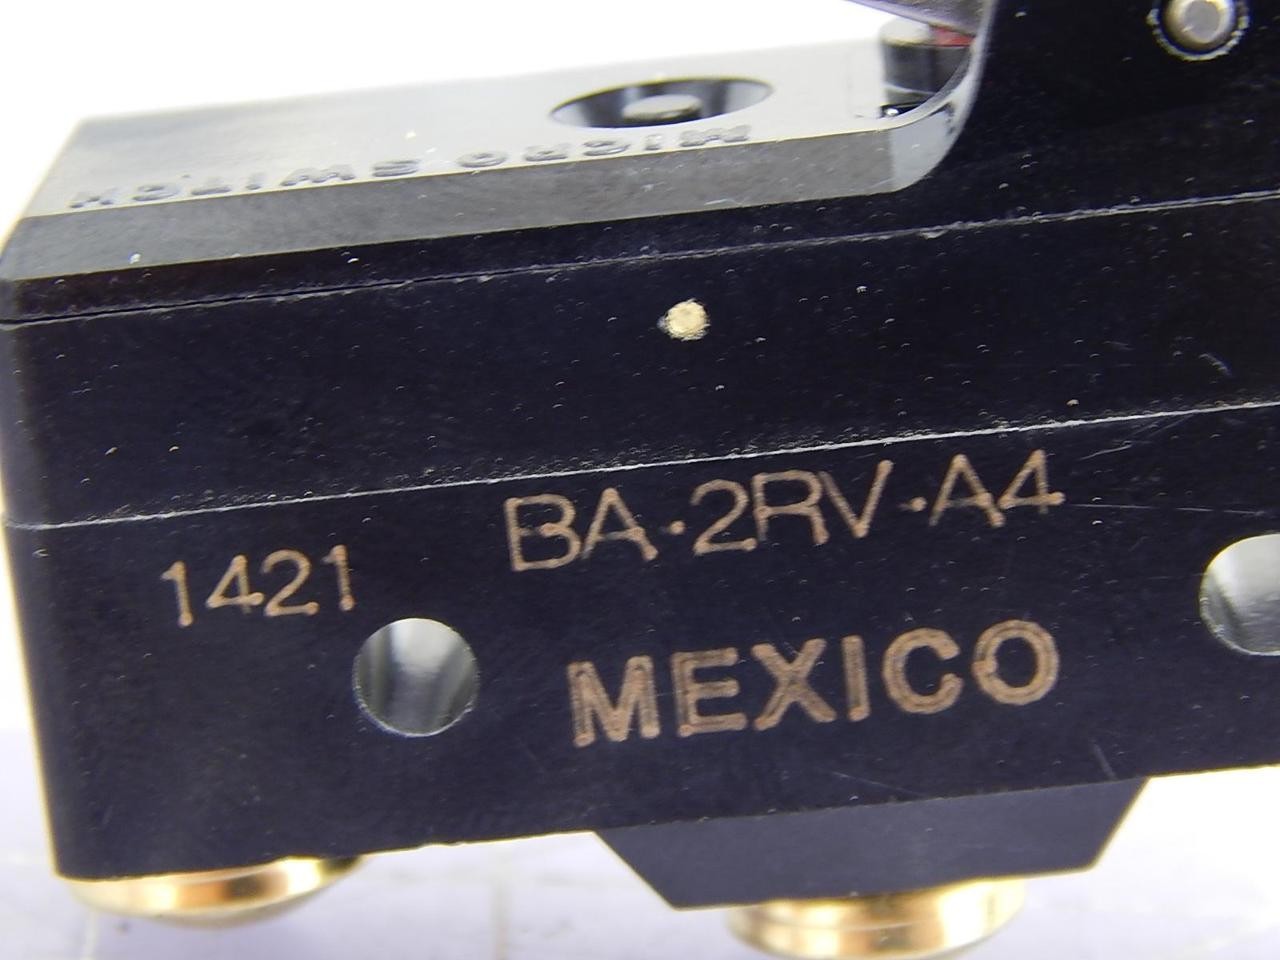 MICRO SWITCH
BA·2RV·A4
1421
MEXICO